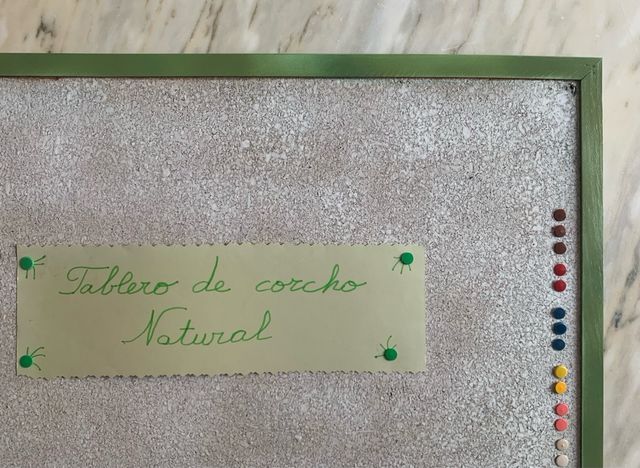 Tablero de corcho
Natural